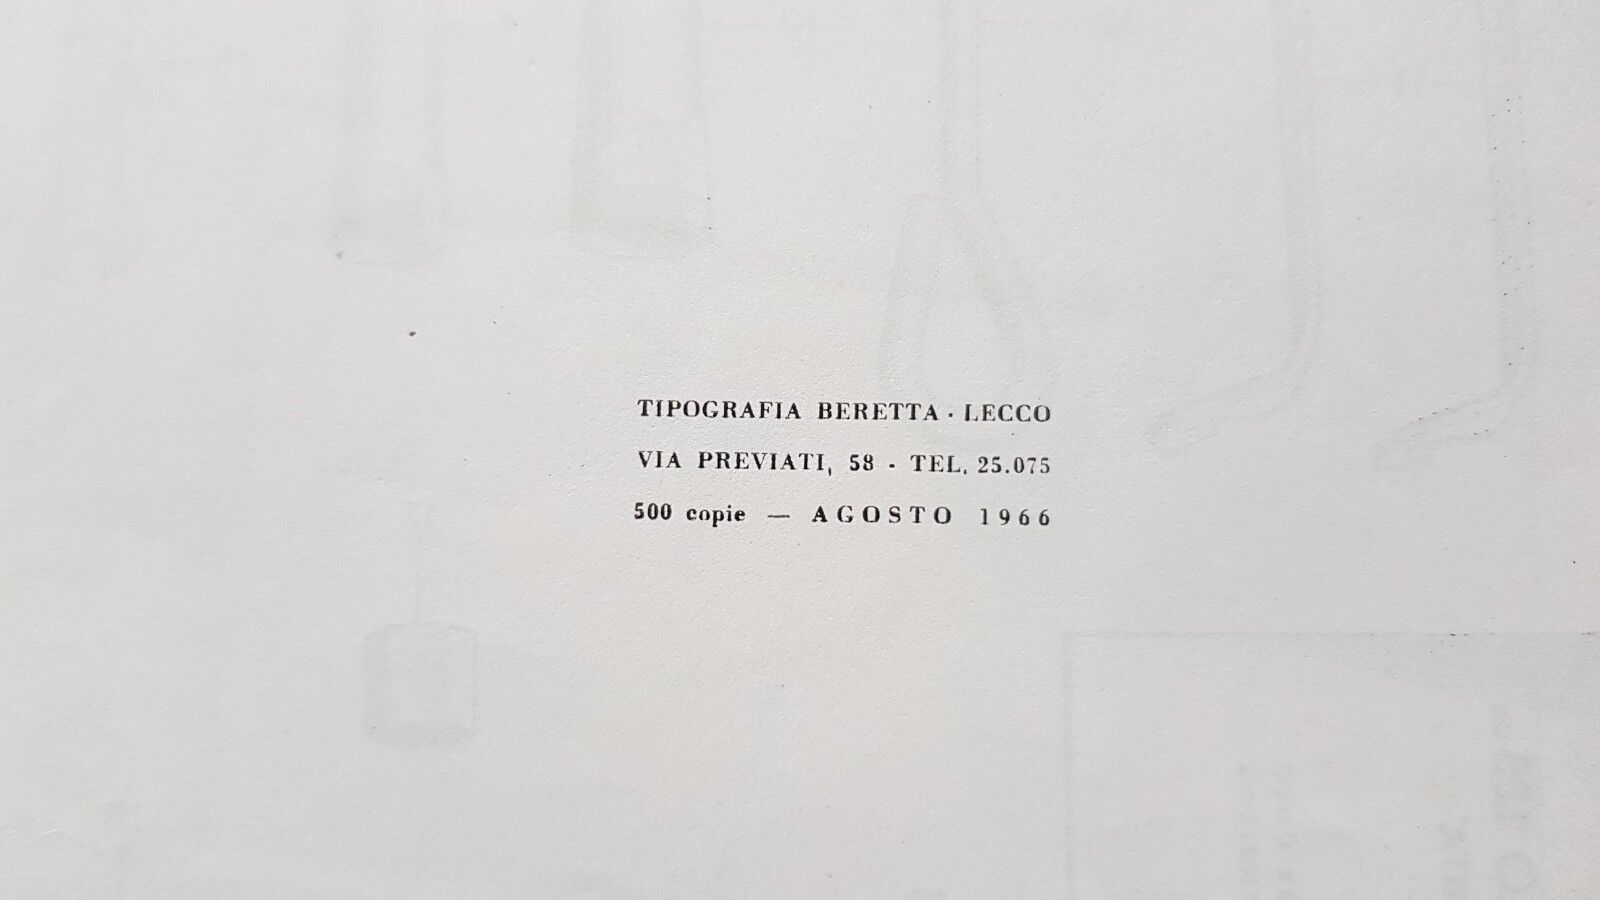 TIPOGRAFIA BERETTA - LECCO
VIA PREVIATI, 58 - TEL. 25.075
500 copie — AGOSTO 1966